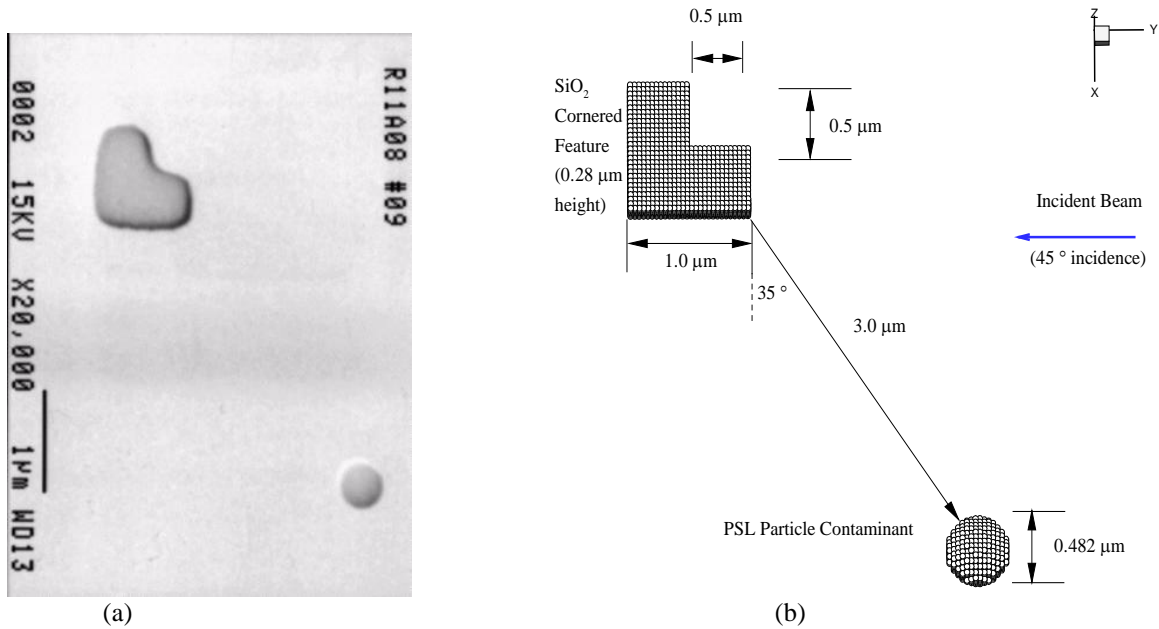 R11A08 #09
0002 15KV X20,000 1µm WD13
(a)
0.5 µm
Z
Y
X
SiO2
Cornered
Feature
(0.28 µm
height)
0.5 µm
Incident Beam
(45 ° incidence)
1.0 µm
35 °
3.0 µm
PSL Particle Contaminant
0.482 µm
(b)